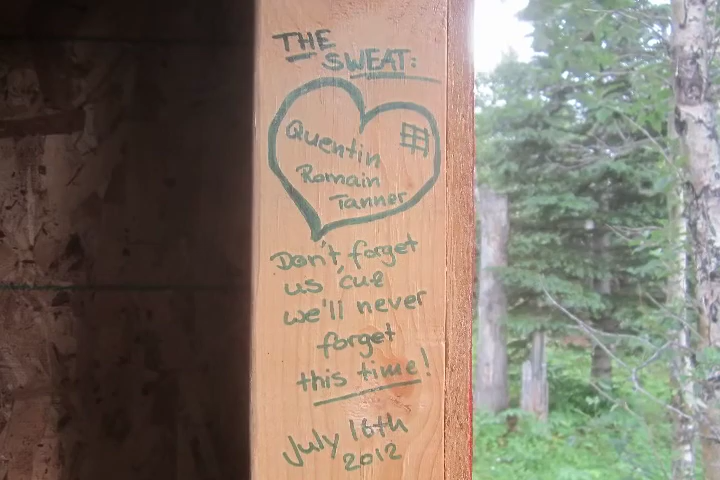 THE
SWEAT:
Quentin
Romain
Tanner
Don't forget
us 'cuz
we'll never
forget
this time!
July 16th
2012